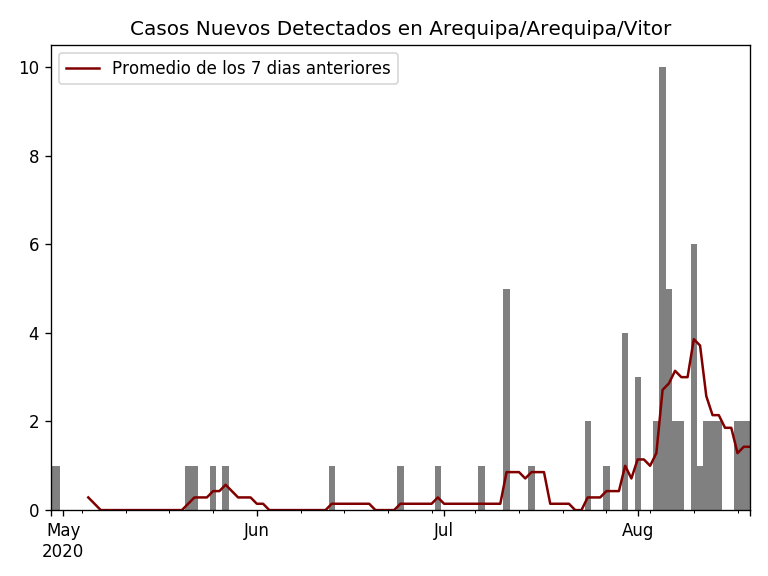 Casos Nuevos Detectados en Arequipa/Arequipa/Vitor
Promedio de los 7 dias anteriores
10
8
6
4
2
0
May Jun Jul Aug
2020